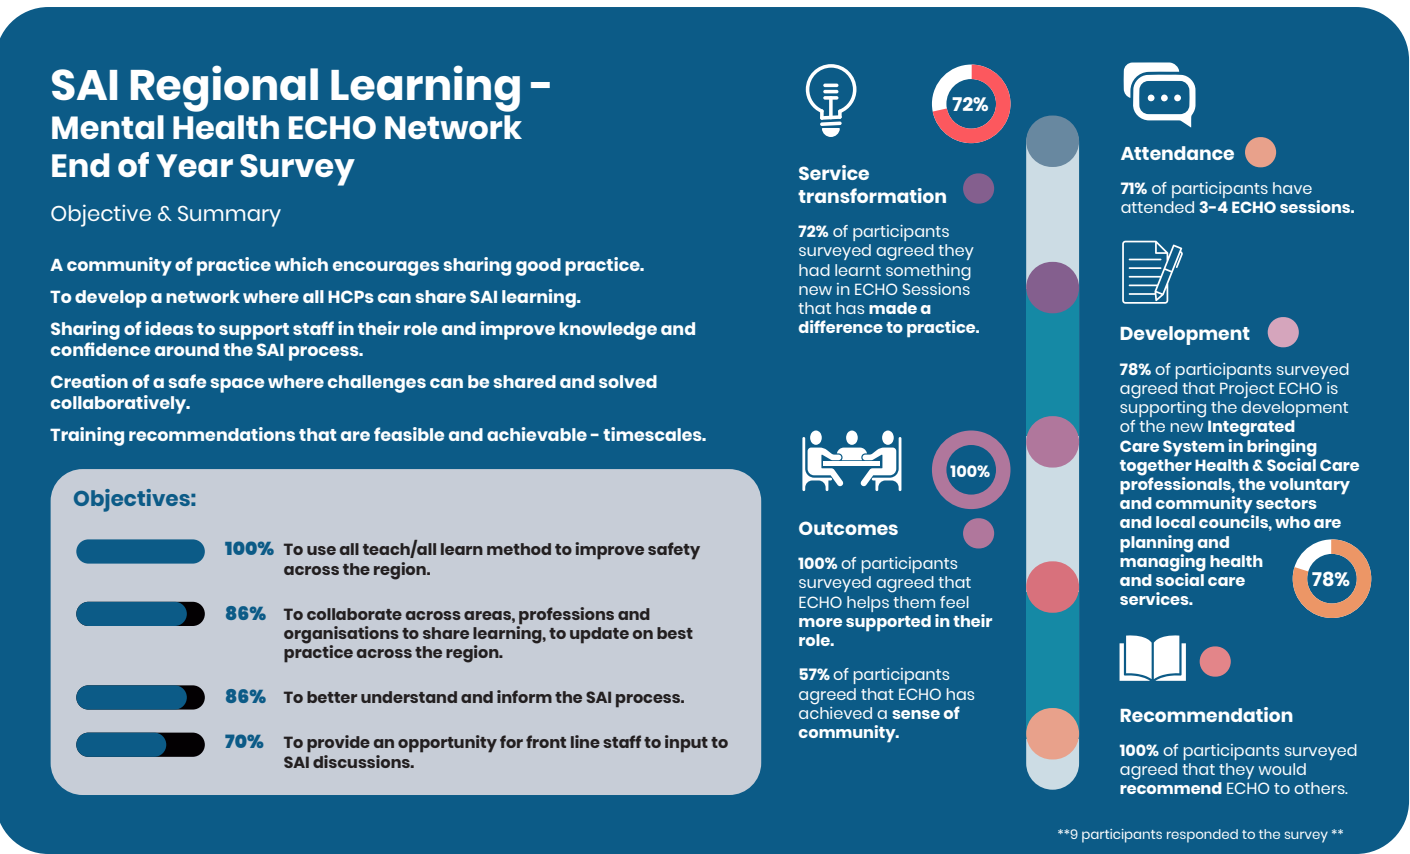 SAI Regional Learning -
Mental Health ECHO Network
End of Year Survey
Objective & Summary
A community of practice which encourages sharing good practice.
To develop a network where all HCPs can share SAI learning.
Sharing of ideas to support staff in their role and improve knowledge and
confidence around the SAI process.
Creation of a safe space where challenges can be shared and solved
collaboratively.
Training recommendations that are feasible and achievable - timescales.
Objectives:
100% To use all teach/all learn method to improve safety
across the region.
86% To collaborate across areas, professions and
organisations to share learning, to update on best
practice across the region.
86% To better understand and inform the SAI process.
70% To provide an opportunity for front line staff to input to
SAI discussions.
72%
Service
transformation
72% of participants
surveyed agreed they
had learnt something
new in ECHO Sessions
that has made a
difference to practice.
100%
Outcomes
100% of participants
surveyed agreed that
ECHO helps them feel
more supported in their
role.
57% of participants
agreed that ECHO has
achieved a sense of
community.
Attendance
71% of participants have
attended 3-4 ECHO sessions.
Development
78% of participants surveyed
agreed that Project ECHO is
supporting the development
of the new Integrated
Care System in bringing
together Health & Social Care
professionals, the voluntary
and community sectors
and local councils, who are
planning and
managing health
and social care
services.
78%
Recommendation
100% of participants surveyed
agreed that they would
recommend ECHO to others.
**9 participants responded to the survey **